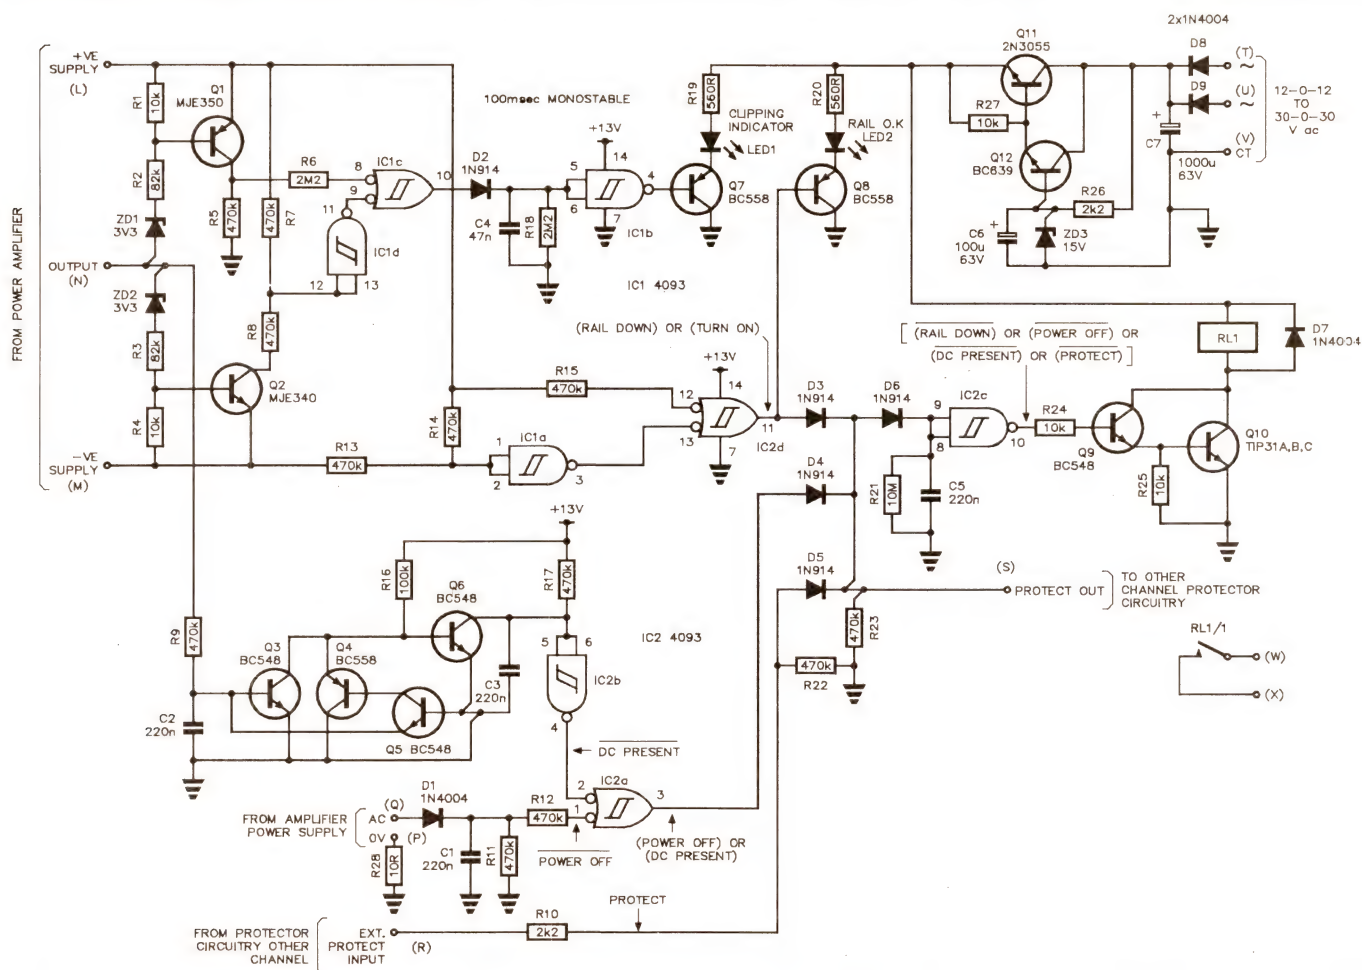 2x1N4004
Q11
2N3055
D8
(T)
D9
(U)
(V)
CT
12-0-12
TO
30-0-30
V ac
+VE
SUPPLY
(L)
R1
10k
Q1
MJE350
100msec MONOSTABLE
+13V
R19
560R
CLIPPING
INDICATOR
LED1
R20
560R
RAIL O.K
LED2
R27
10k
Q12
BC639
C7
+
1000u
63V
R2
82k
R6
2M2
8
9
IC1c
10
D2
1N914
5
6
14
4
7
IC1b
Q7
BC558
Q8
BC558
R26
2k2
ZD1
3V3
R5
470k
R7
470k
11
IC1d
12
13
C4
47n
R18
2M2
+
C6
100u
63V
ZD3
15V
OUTPUT
(N)
IC1 4093
FROM POWER AMPLIFIER
ZD2
3V3
R8
470k
(RAIL DOWN) OR (TURN ON)
[ (RAIL DOWN) OR (POWER OFF) OR
(DC PRESENT) OR (PROTECT) ]
RL1
D7
1N4004
R3
82k
Q2
MJE340
R15
470k
+13V
14
12
13
11
7
IC2d
D3
1N914
D6
1N914
IC2c
9
8
10
R24
10k
Q9
BC548
Q10
TIP31A,B,C
R4
10k
R14
470k
IC1a
1
2
3
-VE
SUPPLY
(M)
R13
470k
D4
1N914
R21
10M
C5
220n
R25
10k
+13V
R16
100k
R17
470k
Q6
BC548
D5
1N914
(S)
PROTECT OUT
TO OTHER
CHANNEL PROTECTOR
CIRCUITRY
R9
470k
Q3
BC548
Q4
BC558
C3
220n
5
6
IC2b
4
IC2 4093
R23
470k
R22
470k
RL1/1
(W)
(X)
C2
220n
Q5 BC548
DC PRESENT
IC2a
2
1
3
D1
1N4004
(Q)
FROM AMPLIFIER
POWER SUPPLY
AC
0V
(P)
R12
470k
R28
10R
C1
220n
R11
470k
POWER OFF
(POWER OFF) OR
(DC PRESENT)
PROTECT
R10
2k2
FROM PROTECTOR
CIRCUITRY OTHER
CHANNEL
EXT.
PROTECT
INPUT
(R)